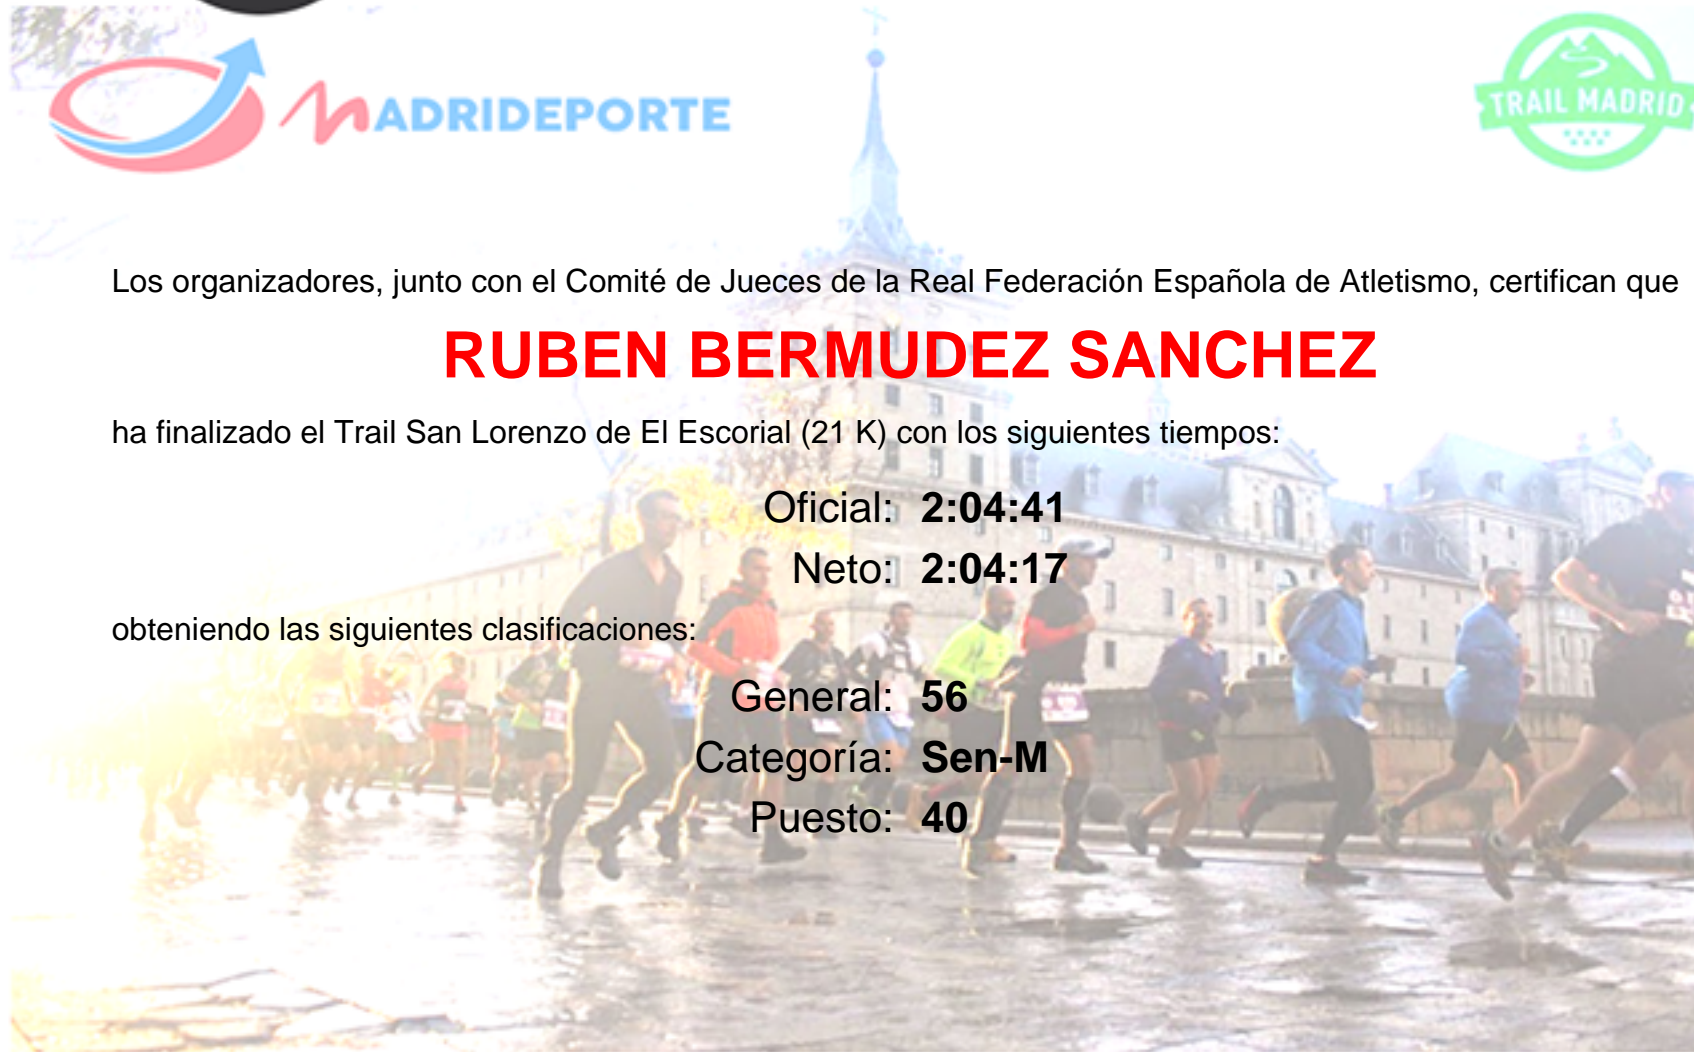 MADRIDEPORTE
TRAIL MADRID
Los organizadores, junto con el Comité de Jueces de la Real Federación Española de Atletismo, certifican que
RUBEN BERMUDEZ SANCHEZ
ha finalizado el Trail San Lorenzo de El Escorial (21 K) con los siguientes tiempos:
Oficial: 2:04:41
Neto: 2:04:17
obteniendo las siguientes clasificaciones:
General: 56
Categoría: Sen-M
Puesto: 40